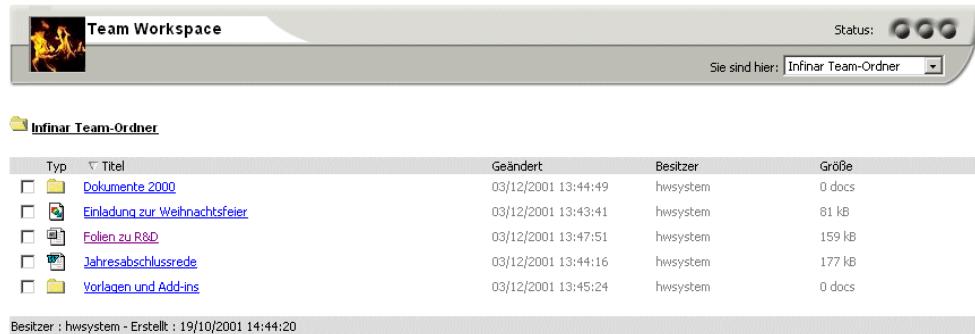 Team Workspace
Status:
Sie sind hier: Infinar Team-Ordner
Infinar Team-Ordner
Typ Titel Geändert Besitzer Größe
Dokumente 2000 03/12/2001 13:44:49 hwsystem 0 docs
Einladung zur Weihnachtsfeier 03/12/2001 13:43:41 hwsystem 81 kB
Folien zu R&D 03/12/2001 13:47:51 hwsystem 159 kB
Jahresabschlussrede 03/12/2001 13:44:16 hwsystem 177 kB
Vorlagen und Add-ins 03/12/2001 13:45:24 hwsystem 0 docs
Besitzer : hwsystem - Erstellt : 19/10/2001 14:44:20